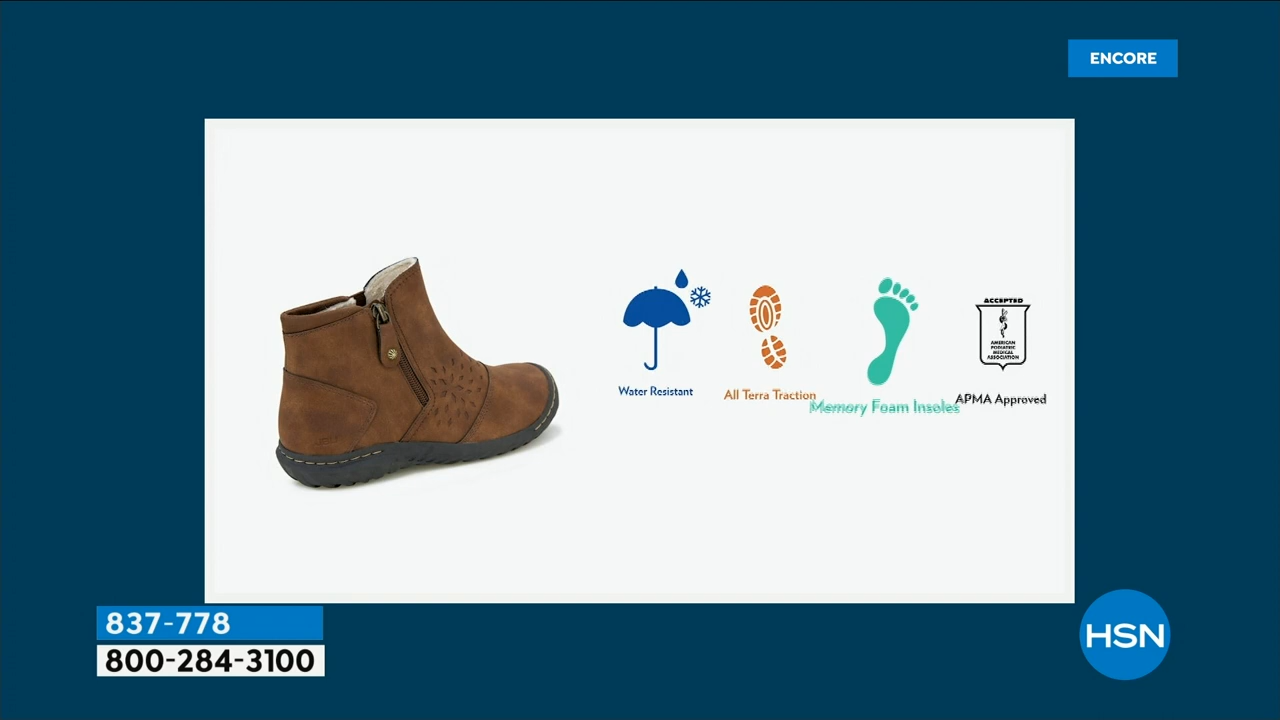 ENCORE
ACCEPTED
AMERICAN
PODIATRIC
MEDICAL
ASSOCIATION
Water Resistant
All Terra Traction
Memory Foam Insoles
APMA Approved
837-778
800-284-3100
HSN